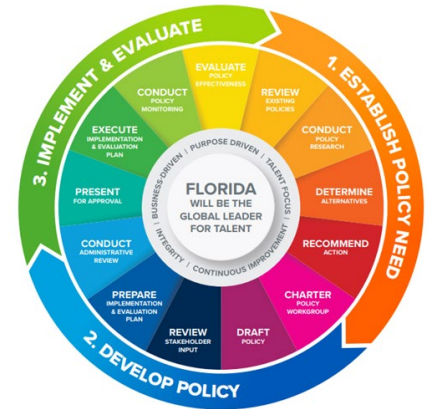 1. ESTABLISH POLICY NEED
2. DEVELOP POLICY
3. IMPLEMENT & EVALUATE
EVALUATE
POLICY
EFFECTIVENESS
REVIEW
EXISTING
POLICIES
CONDUCT
POLICY
RESEARCH
DETERMINE
ALTERNATIVES
RECOMMEND
ACTION
CHARTER
POLICY
WORKGROUP
DRAFT
POLICY
REVIEW
STAKEHOLDER
INPUT
PREPARE
IMPLEMENTATION
& EVALUATION
PLAN
CONDUCT
ADMINISTRATIVE
REVIEW
PRESENT
FOR APPROVAL
EXECUTE
IMPLEMENTATION
& EVALUATION
PLAN
CONDUCT
POLICY
MONITORING
BUSINESS-DRIVEN | PURPOSE DRIVEN | TALENT FOCUS |
INTEGRITY | CONTINUOUS IMPROVEMENT |
FLORIDA
WILL BE THE
GLOBAL LEADER
FOR TALENT